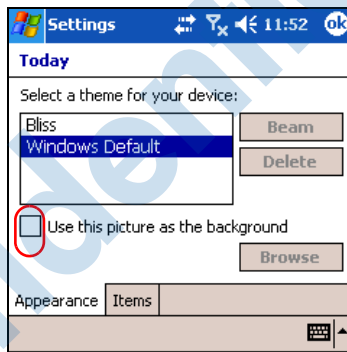 Settings 11:52 ok
Today
Select a theme for your device:
Bliss
Windows Default
Beam
Delete
Use this picture as the background
Browse
Appearance Items